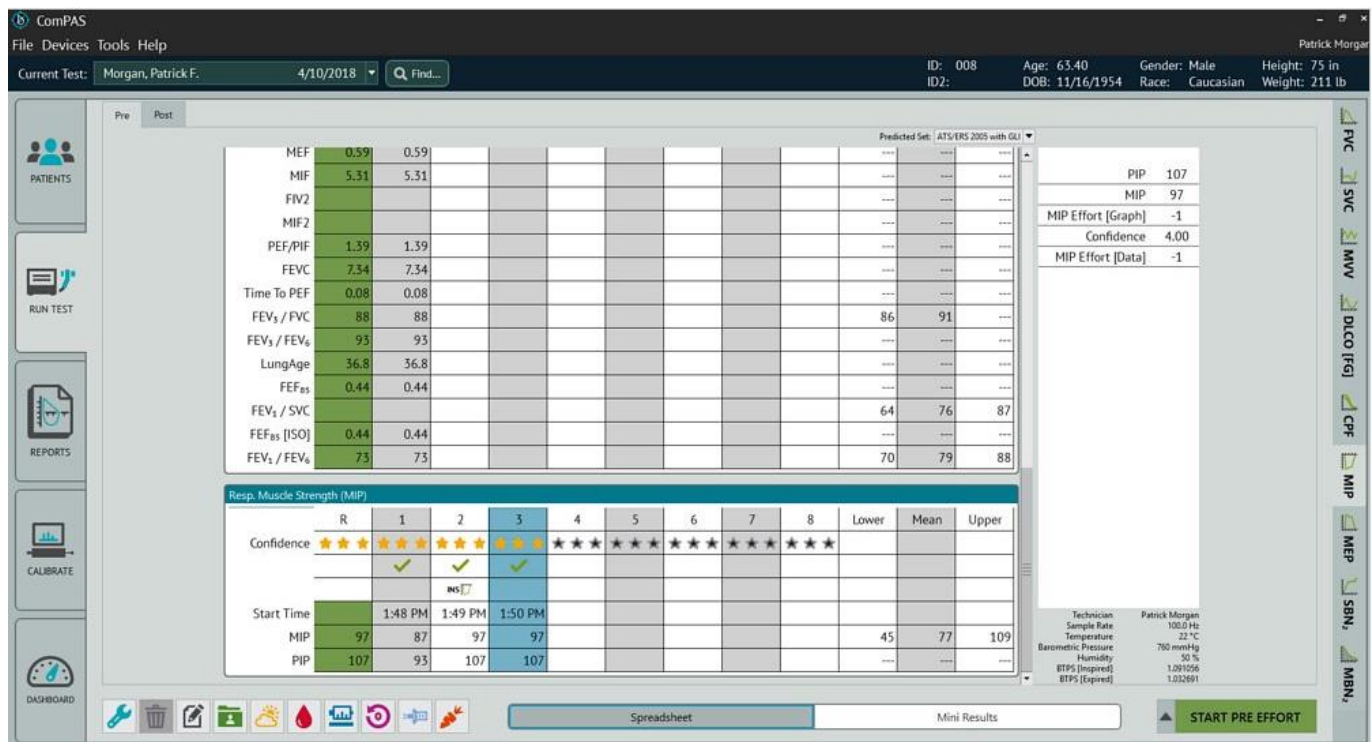 ComPAS
File Devices Tools Help
Patrick Morgan
Current Test: Morgan, Patrick F. 4/10/2018 Find...
ID: 008 Age: 63.40 Gender: Male Height: 75 in
ID2: DOB: 11/16/1954 Race: Caucasian Weight: 211 lb
Pre Post
Predicted Set: ATS/ERS 2005 with GLI
PATIENTS
RUN TEST
REPORTS
CALIBRATE
DASHBOARD
MEF 0.59 0.59 --- --- ---
MIF 5.31 5.31 --- --- ---
FIV2 --- --- ---
MIF2 --- --- ---
PEF/PIF 1.39 1.39 --- --- ---
FEVC 7.34 7.34 --- --- ---
Time To PEF 0.08 0.08 --- --- ---
FEV₃ / FVC 88 88 86 91 ---
FEV₃ / FEV₆ 93 93 --- --- ---
LungAge 36.8 36.8 --- --- ---
FEF₈₅ 0.44 0.44 --- --- ---
FEV₁ / SVC 64 76 87
FEF₈₅ [ISO] 0.44 0.44 --- --- ---
FEV₁ / FEV₆ 73 73 70 79 88
Resp. Muscle Strength (MIP)
R 1 2 3 4 5 6 7 8 Lower Mean Upper
Confidence
INS
Start Time 1:48 PM 1:49 PM 1:50 PM
MIP 97 87 97 97 45 77 109
PIP 107 93 107 107 --- --- ---
PIP 107
MIP 97
MIP Effort [Graph] -1
Confidence 4.00
MIP Effort [Data] -1
Technician Patrick Morgan
Sample Rate 100.0 Hz
Temperature 22 °C
Barometric Pressure 760 mmHg
Humidity 50 %
BTPS [Inspired] 1.091056
BTPS [Expired] 1.032691
FVC
SVC
MVV
DLCO [FG]
CPF
MIP
MEP
SBN₂
MBN₂
Spreadsheet Mini Results
START PRE EFFORT